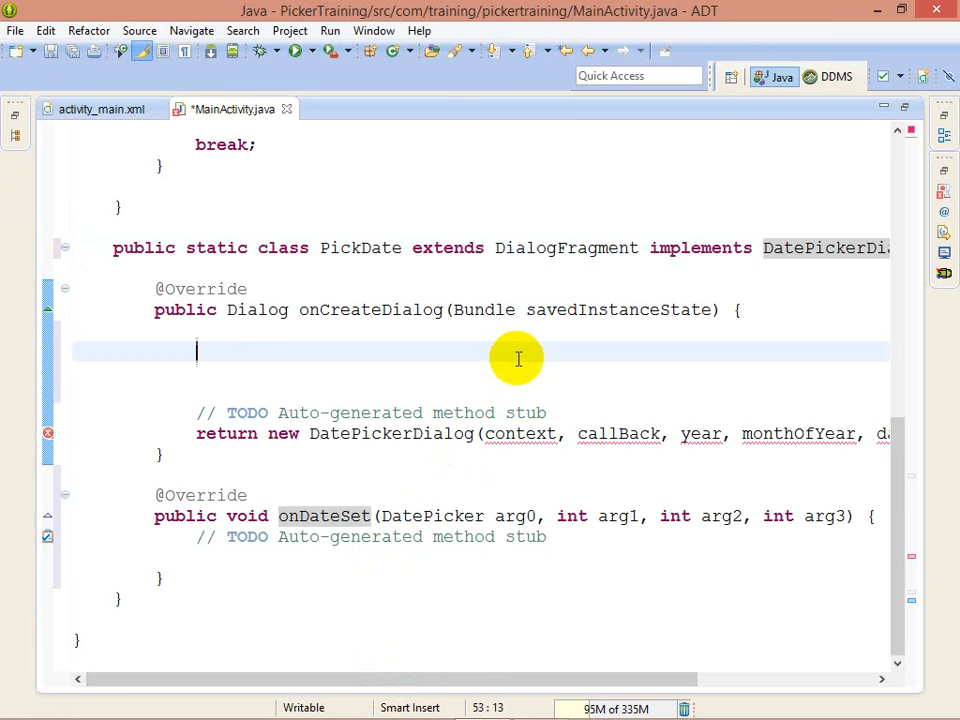 Java - PickerTraining/src/com/training/pickertraining/MainActivity.java - ADT
File Edit Refactor Source Navigate Search Project Run Window Help
Quick Access
Java
DDMS
activity_main.xml
*MainActivity.java
break;
}
}
public static class PickDate extends DialogFragment implements DatePickerDia
@Override
public Dialog onCreateDialog(Bundle savedInstanceState) {
// TODO Auto-generated method stub
return new DatePickerDialog(context, callBack, year, monthOfYear, da
}
@Override
public void onDateSet(DatePicker arg0, int arg1, int arg2, int arg3) {
// TODO Auto-generated method stub
}
}
}
Writable
Smart Insert
53 : 13
95M of 335M